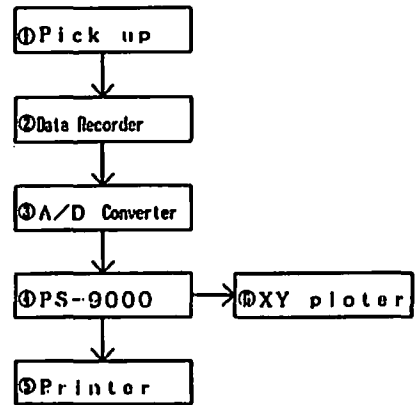 ①Pick up
②Data Recorder
③A/D Converter
④PS-9000
⑥XY ploter
⑤Printer